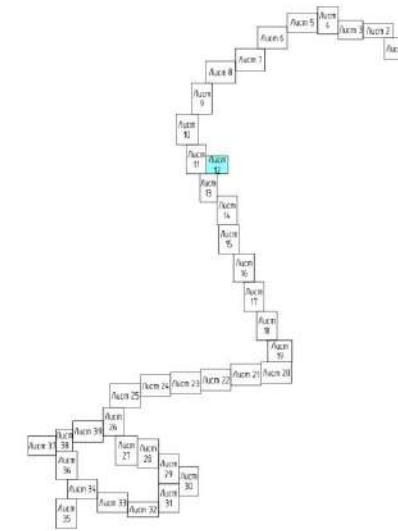 Лист 5
Лист
4
Лист 3
Лист 2
Лист 6
Лист 7
Лист 8
Лист
9
Лист
10
Лист
11
Лист
12
Лист
13
Лист
14
Лист
15
Лист
16
Лист
17
Лист
18
Лист
19
Лист 20
Лист 21
Лист 22
Лист 23
Лист 24
Лист 25
Лист
26
Лист 39
Лист
38
Лист 37
Лист
36
Лист
27
Лист
28
Лист
29
Лист
30
Лист
31
Лист 32
Лист 33
Лист 34
Лист
35